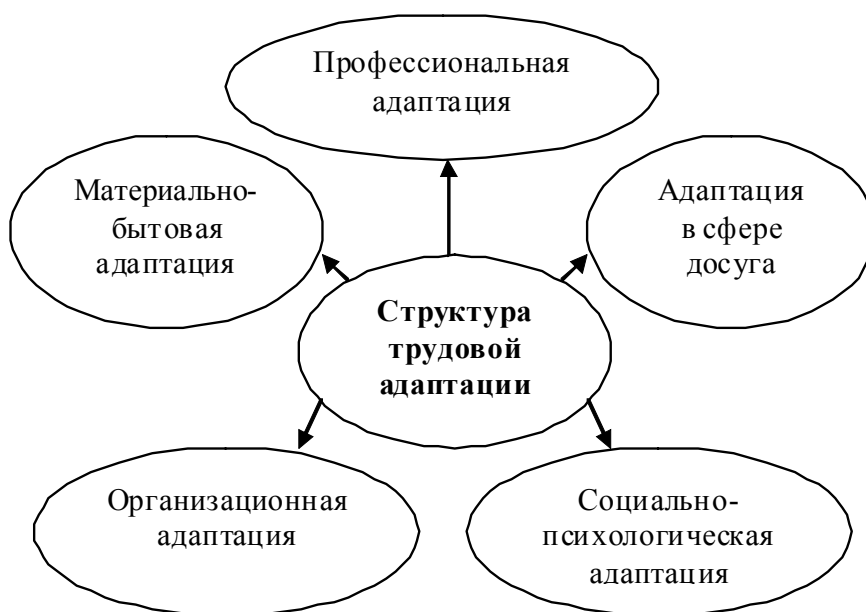 Профессиональная
адаптация
Материально-
бытовая
адаптация
Адаптация
в сфере
досуга
Структура
трудовой
адаптации
Организационная
адаптация
Социально-
психологическая
адаптация